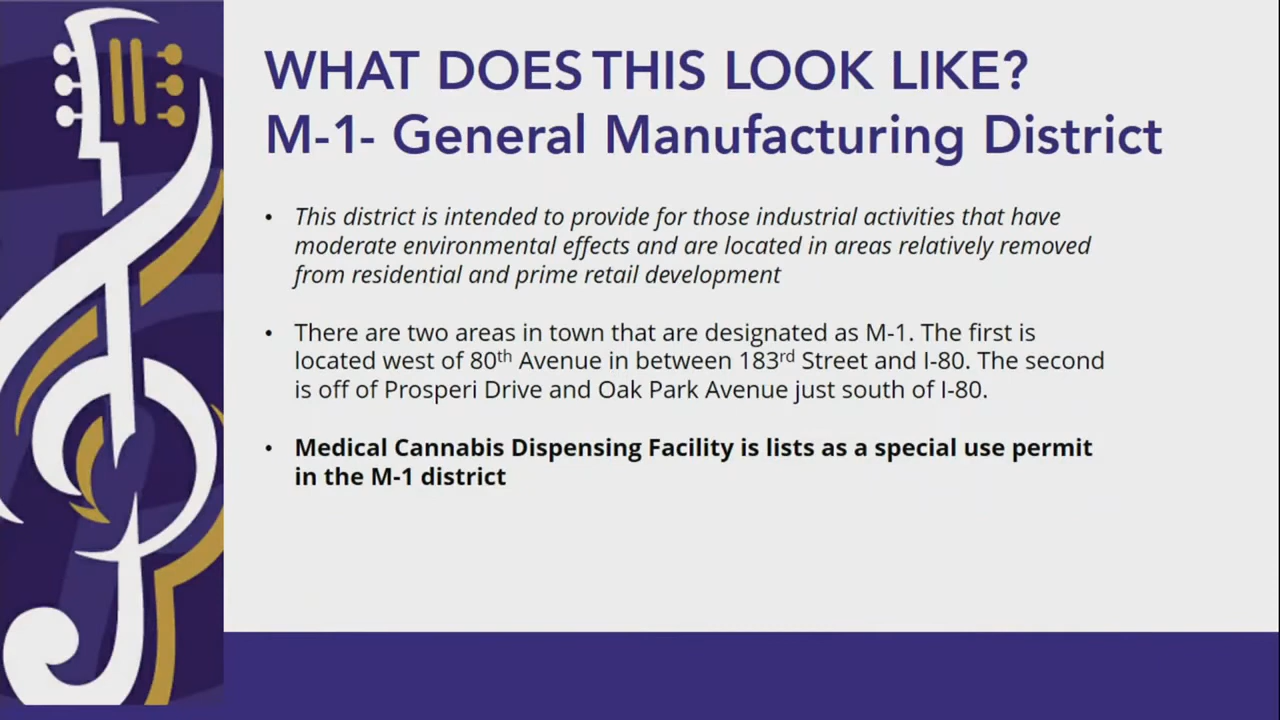 WHAT DOES THIS LOOK LIKE?
M-1- General Manufacturing District
• This district is intended to provide for those industrial activities that have
moderate environmental effects and are located in areas relatively removed
from residential and prime retail development
• There are two areas in town that are designated as M-1. The first is
located west of 80th Avenue in between 183rd Street and I-80. The second
is off of Prosperi Drive and Oak Park Avenue just south of I-80.
• Medical Cannabis Dispensing Facility is lists as a special use permit
in the M-1 district